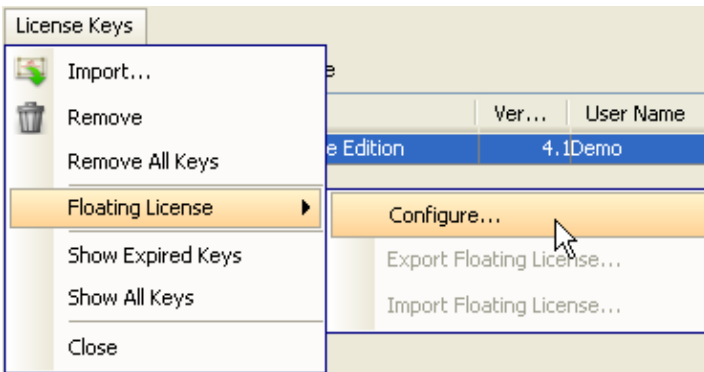 License Keys
Import...
e
Remove
Ver... User Name
Remove All Keys
e Edition 4.1 Demo
Floating License
Configure...
Show Expired Keys
Export Floating License...
Show All Keys
Import Floating License...
Close